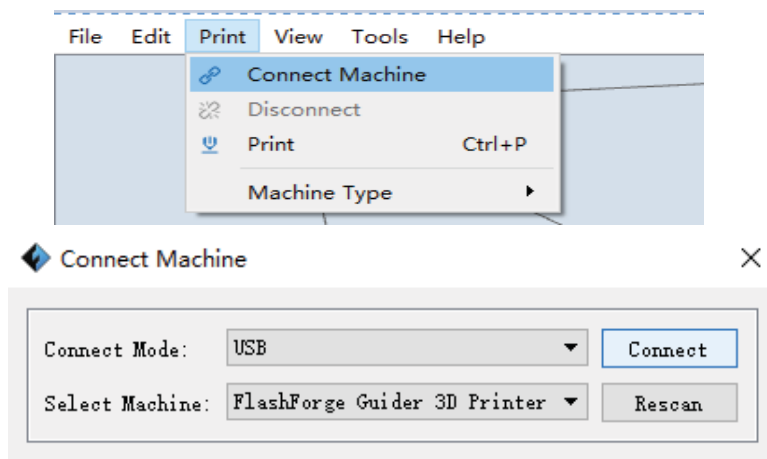 File Edit Print View Tools Help
Connect Machine
Disconnect
Print Ctrl+P
Machine Type
Connect Machine
Connect Mode: USB Connect
Select Machine: FlashForge Guider 3D Printer Rescan